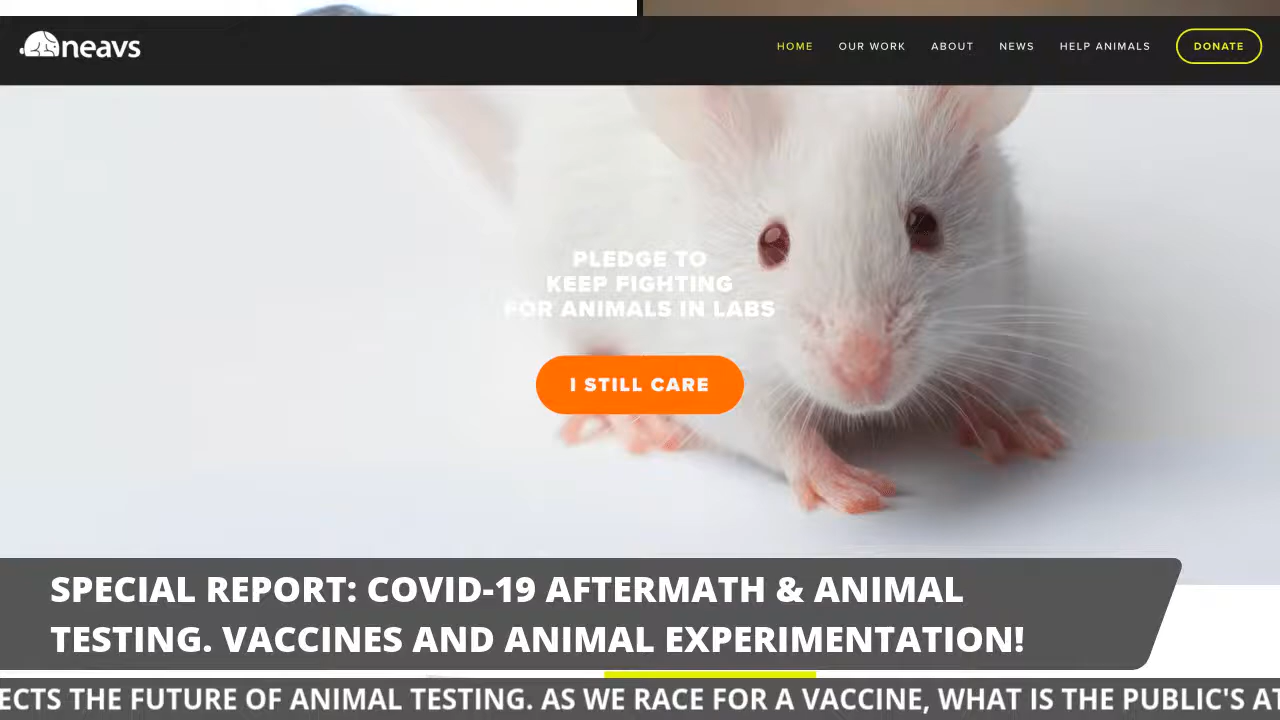 neavs
HOME OUR WORK ABOUT NEWS HELP ANIMALS DONATE
PLEDGE TO
KEEP FIGHTING
FOR ANIMALS IN LABS
I STILL CARE
SPECIAL REPORT: COVID-19 AFTERMATH & ANIMAL
TESTING. VACCINES AND ANIMAL EXPERIMENTATION!
ECTS THE FUTURE OF ANIMAL TESTING. AS WE RACE FOR A VACCINE, WHAT IS THE PUBLIC'S AT